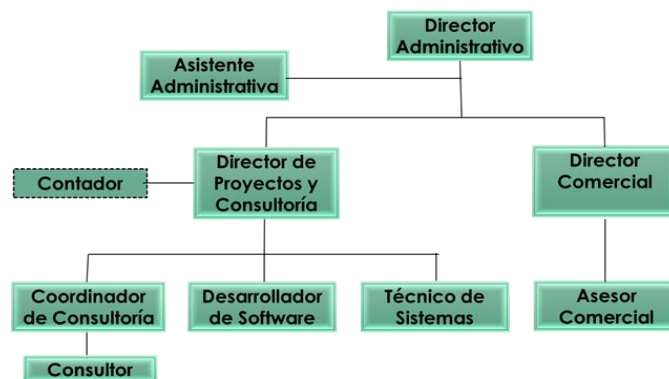 Director
Administrativo
Asistente
Administrativa
Director de
Proyectos y
Consultoría
Director
Comercial
Contador
Coordinador
de Consultoría
Desarrollador
de Software
Técnico de
Sistemas
Asesor
Comercial
Consultor